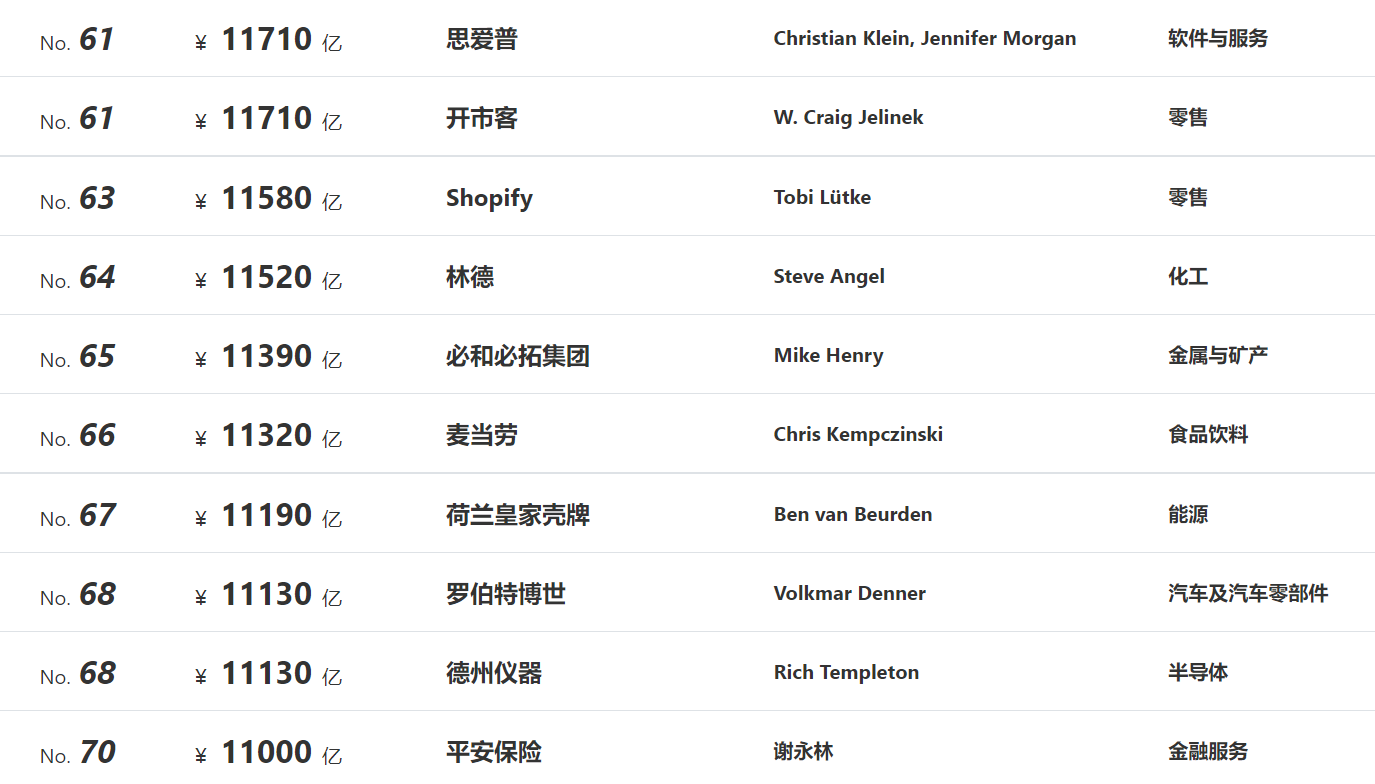 No. 61 ¥ 11710 亿 思爱普 Christian Klein, Jennifer Morgan 软件与服务
No. 61 ¥ 11710 亿 开市客 W. Craig Jelinek 零售
No. 63 ¥ 11580 亿 Shopify Tobi Lütke 零售
No. 64 ¥ 11520 亿 林德 Steve Angel 化工
No. 65 ¥ 11390 亿 必和必拓集团 Mike Henry 金属与矿产
No. 66 ¥ 11320 亿 麦当劳 Chris Kempczinski 食品饮料
No. 67 ¥ 11190 亿 荷兰皇家壳牌 Ben van Beurden 能源
No. 68 ¥ 11130 亿 罗伯特博世 Volkmar Denner 汽车及汽车零部件
No. 68 ¥ 11130 亿 德州仪器 Rich Templeton 半导体
No. 70 ¥ 11000 亿 平安保险 谢永林 金融服务